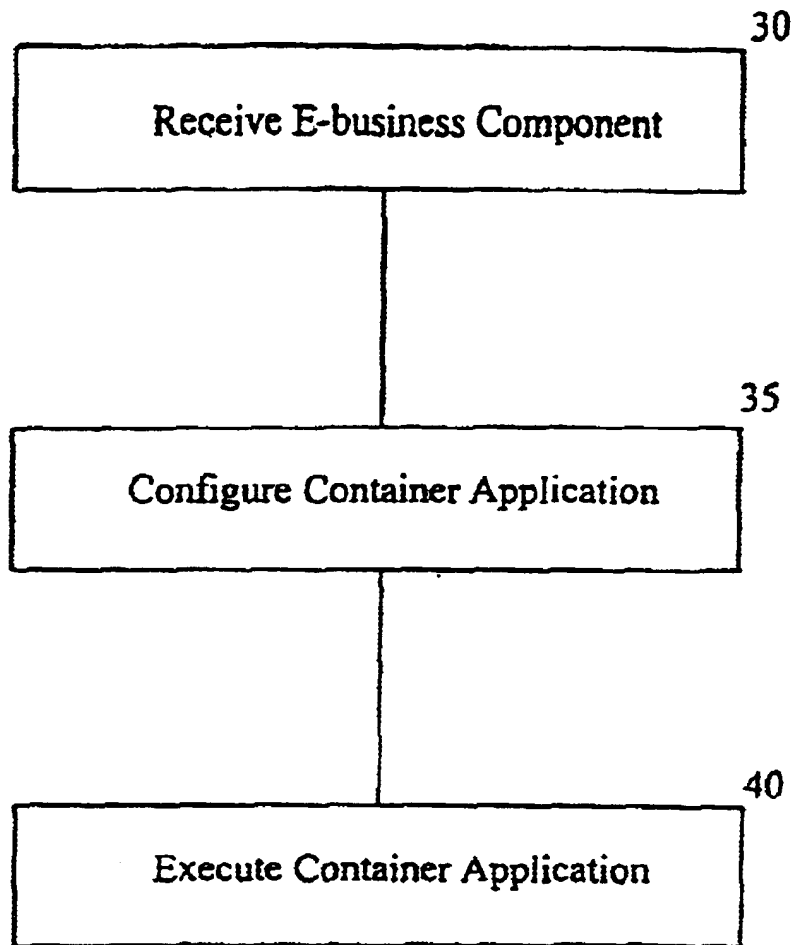 30
Receive E-business Component
35
Configure Container Application
40
Execute Container Application